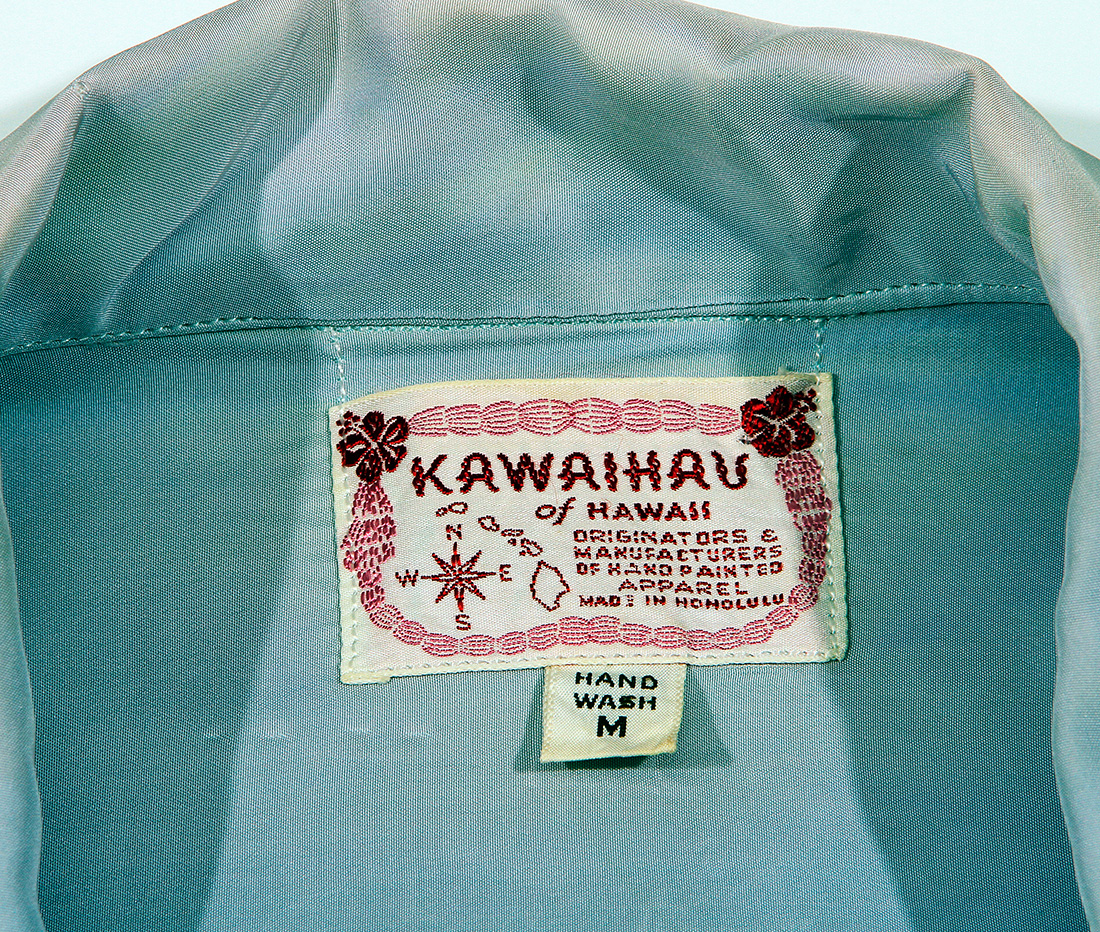 KAWAIHAU
of HAWAII
N
W E
S
ORIGINATORS &
MANUFACTURERS
OF HAND PAINTED
APPAREL
MADE IN HONOLULU
HAND
WASH
M